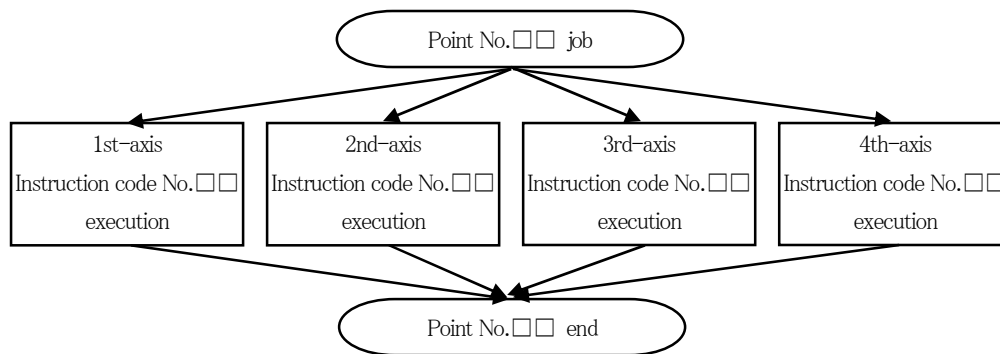 Point No.□□ job
1st-axis
Instruction code No.□□
execution
2nd-axis
Instruction code No.□□
execution
3rd-axis
Instruction code No.□□
execution
4th-axis
Instruction code No.□□
execution
Point No.□□ end